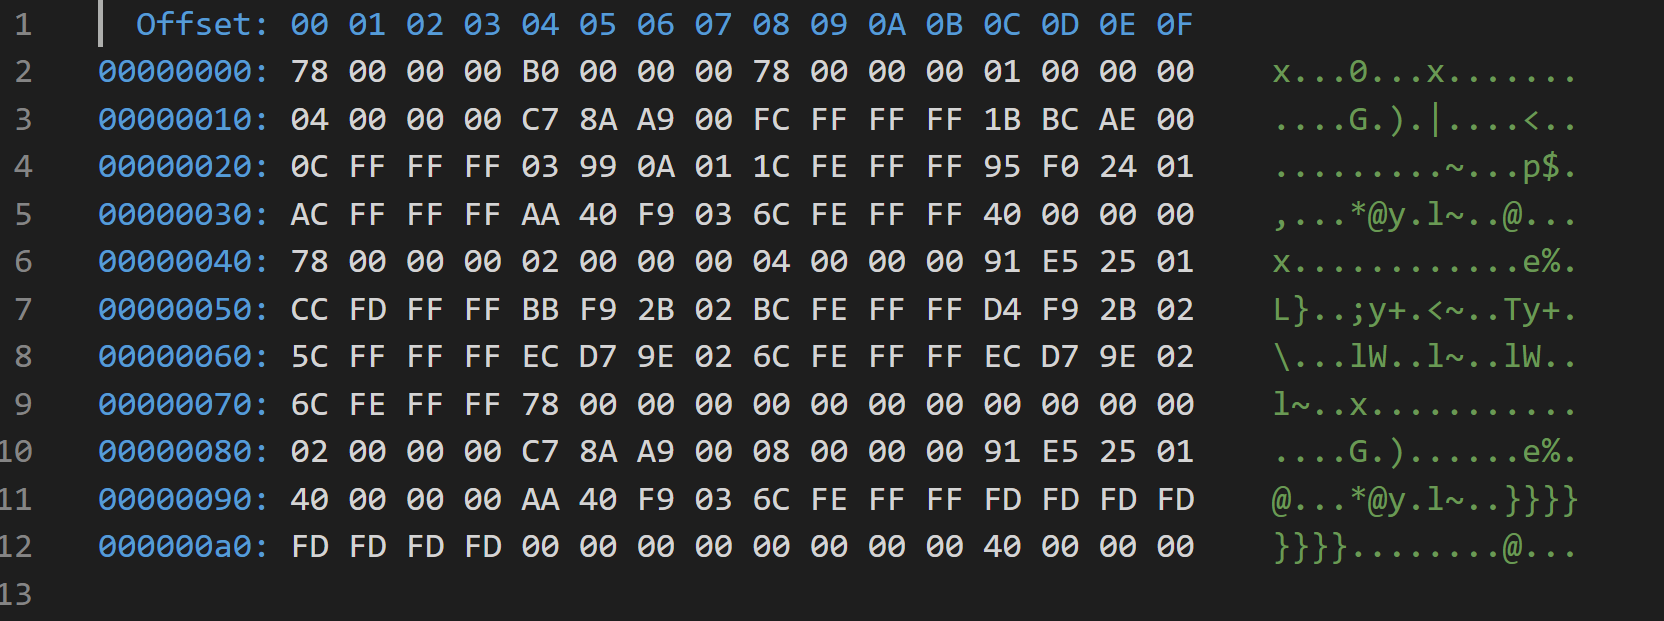 1 Offset: 00 01 02 03 04 05 06 07 08 09 0A 0B 0C 0D 0E 0F
2 00000000: 78 00 00 00 B0 00 00 00 78 00 00 00 01 00 00 00 x...0...x.......
3 00000010: 04 00 00 00 C7 8A A9 00 FC FF FF FF 1B BC AE 00 ....G.).|....<..
4 00000020: 0C FF FF FF 03 99 0A 01 1C FE FF FF 95 F0 24 01 .........~...p$.
5 00000030: AC FF FF FF AA 40 F9 03 6C FE FF FF 40 00 00 00 ,...*@y.l~..@...
6 00000040: 78 00 00 00 02 00 00 00 04 00 00 00 91 E5 25 01 x............e%.
7 00000050: CC FD FF FF BB F9 2B 02 BC FE FF FF D4 F9 2B 02 L}..;y+.<~..Ty+.
8 00000060: 5C FF FF FF EC D7 9E 02 6C FE FF FF EC D7 9E 02 \...lW..l~..lW..
9 00000070: 6C FE FF FF 78 00 00 00 00 00 00 00 00 00 00 00 l~..x...........
10 00000080: 02 00 00 00 C7 8A A9 00 08 00 00 00 91 E5 25 01 ....G.)......e%.
11 00000090: 40 00 00 00 AA 40 F9 03 6C FE FF FF FD FD FD FD @...*@y.l~..}}}}
12 000000a0: FD FD FD FD 00 00 00 00 00 00 00 00 40 00 00 00 }}}}........@...
13